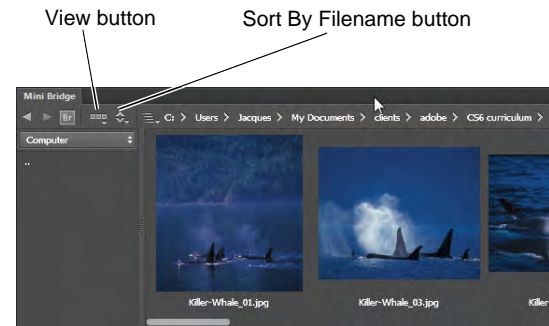 View button
Sort By Filename button
Mini Bridge
Br
C: > Users > Jacques > My Documents > clients > adobe > CS6 curriculum >
Computer
..
Killer-Whale_01.jpg
Killer-Whale_03.jpg
Killer